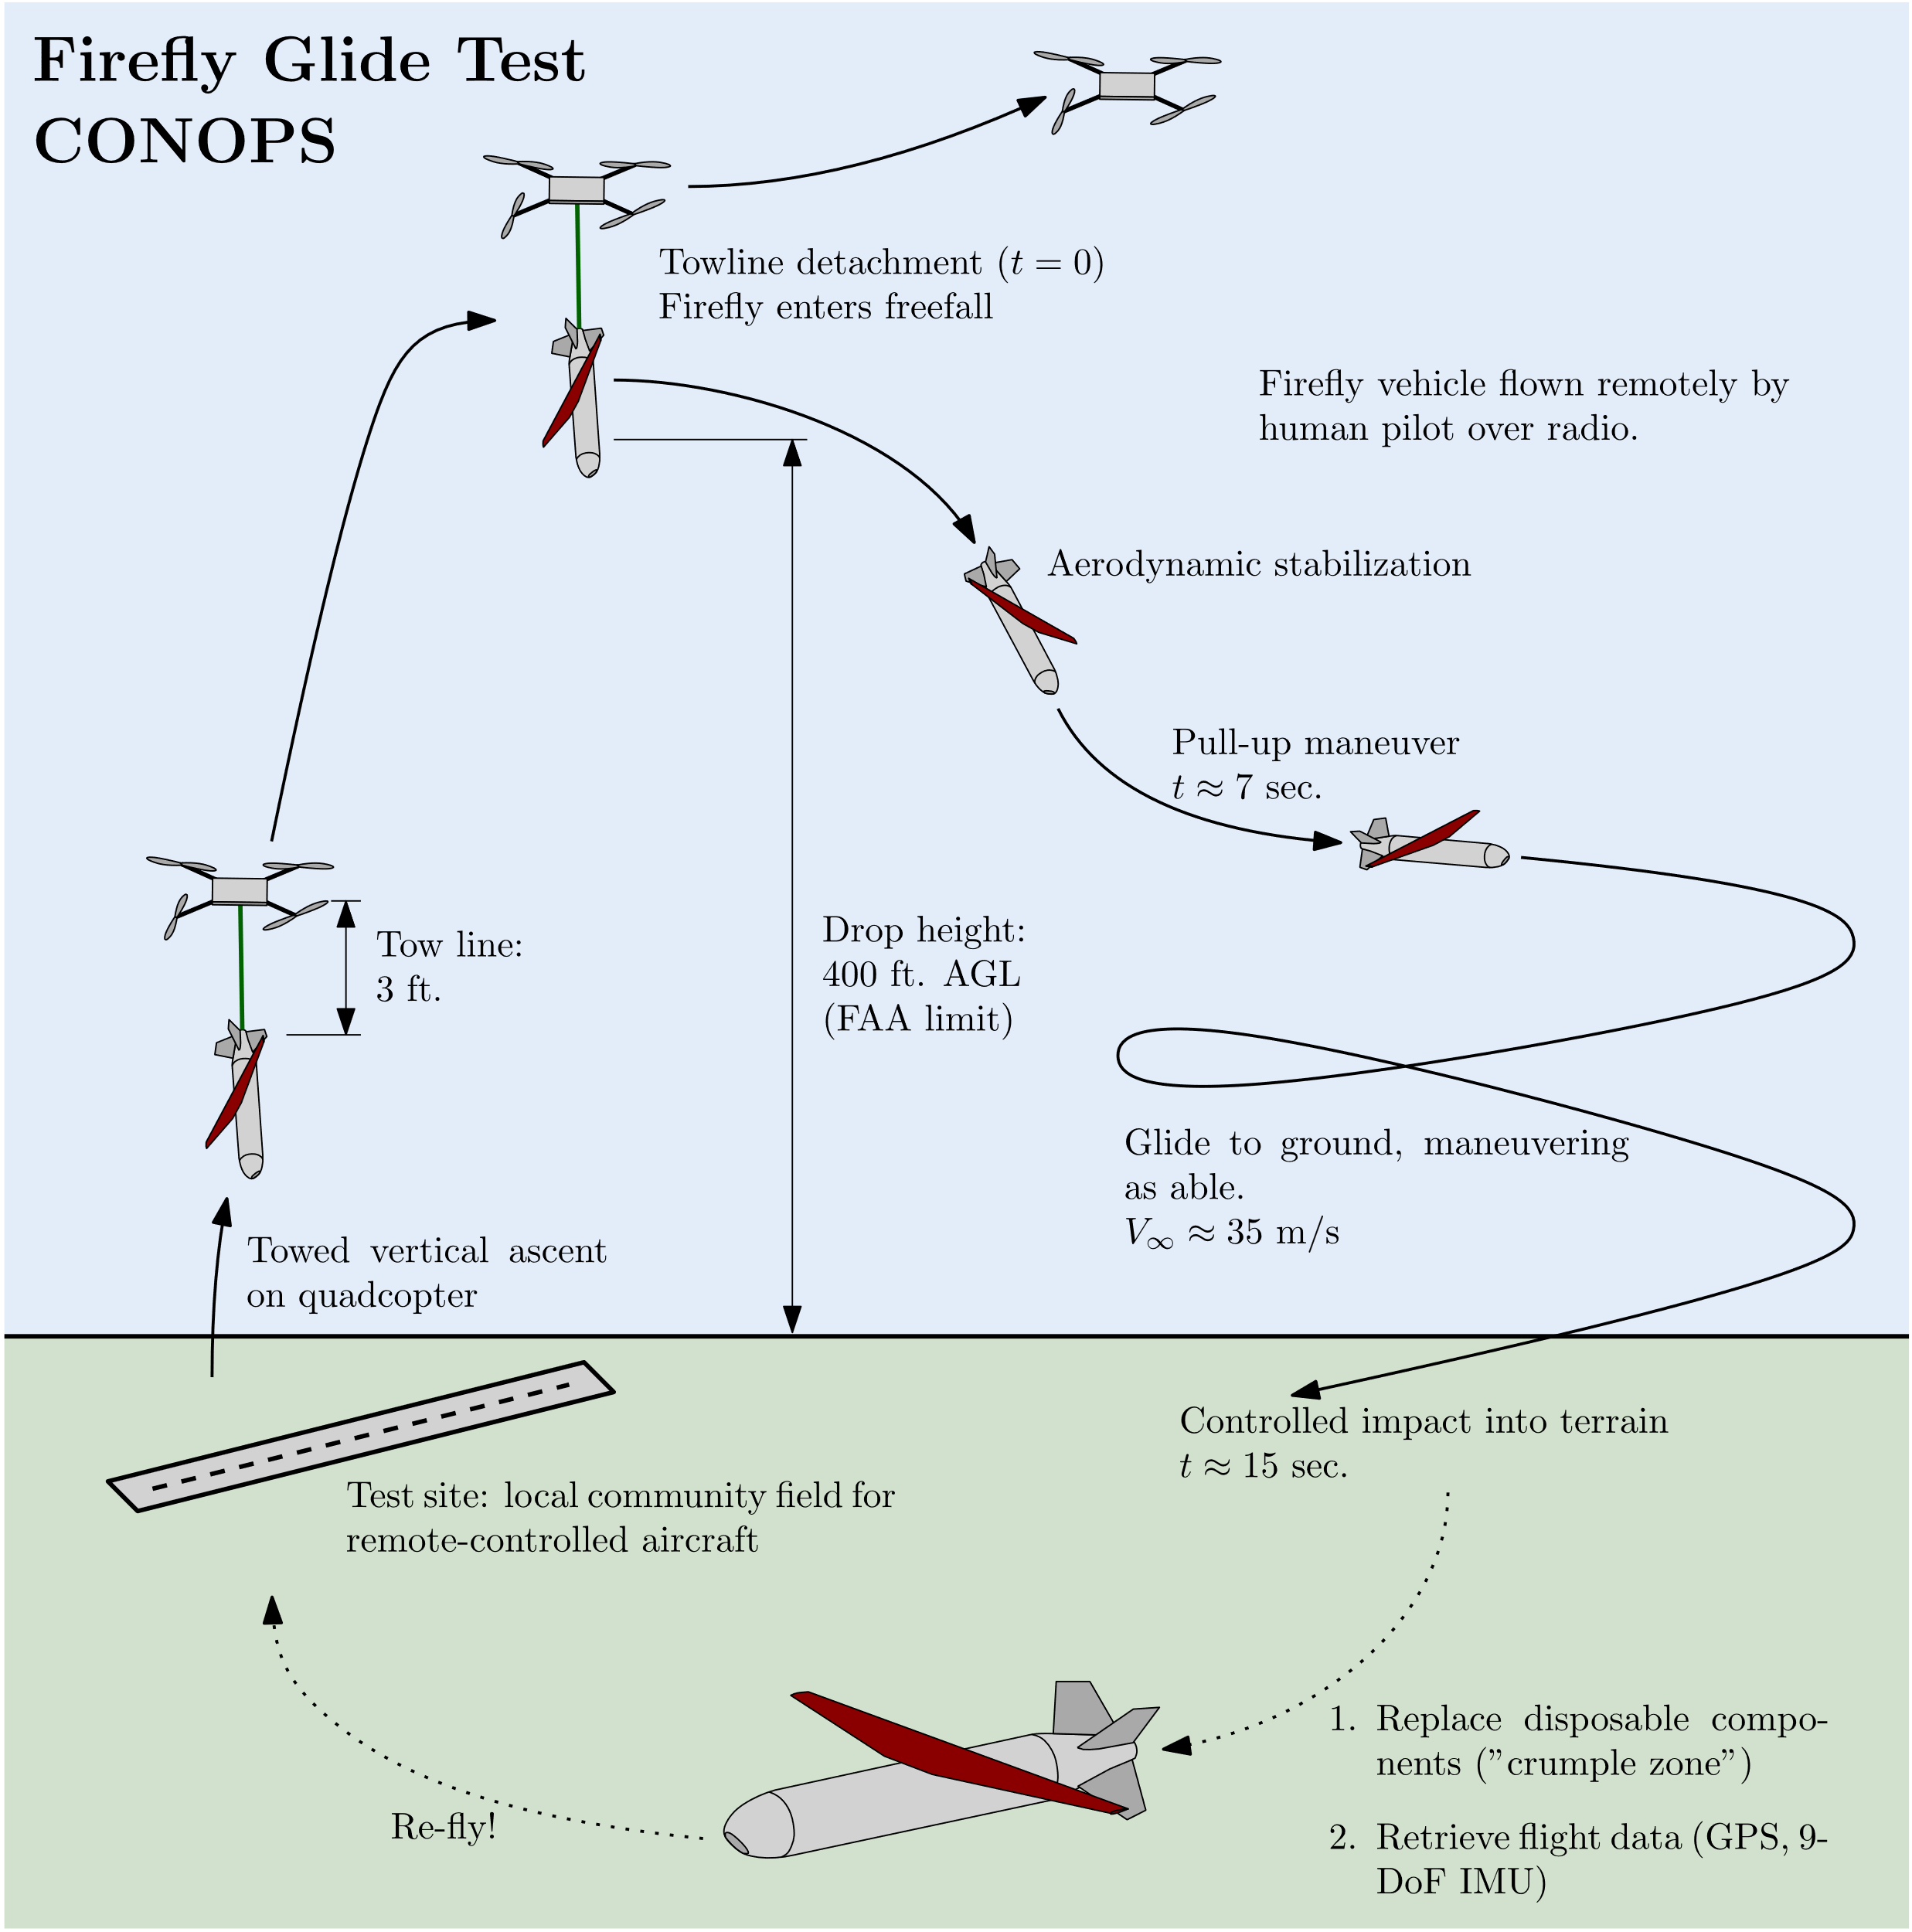 Firefly Glide Test
CONOPS
Towline detachment (t = 0)
Firefly enters freefall
Firefly vehicle flown remotely by
human pilot over radio.
Aerodynamic stabilization
Pull-up maneuver
t ≈ 7 sec.
Tow line:
3 ft.
Drop height:
400 ft. AGL
(FAA limit)
Glide to ground, maneuvering
as able.
V∞ ≈ 35 m/s
Towed vertical ascent
on quadcopter
Controlled impact into terrain
t ≈ 15 sec.
Test site: local community field for
remote-controlled aircraft
1. Replace disposable compo-
nents ("crumple zone")
2. Retrieve flight data (GPS, 9-
DoF IMU)
Re-fly!